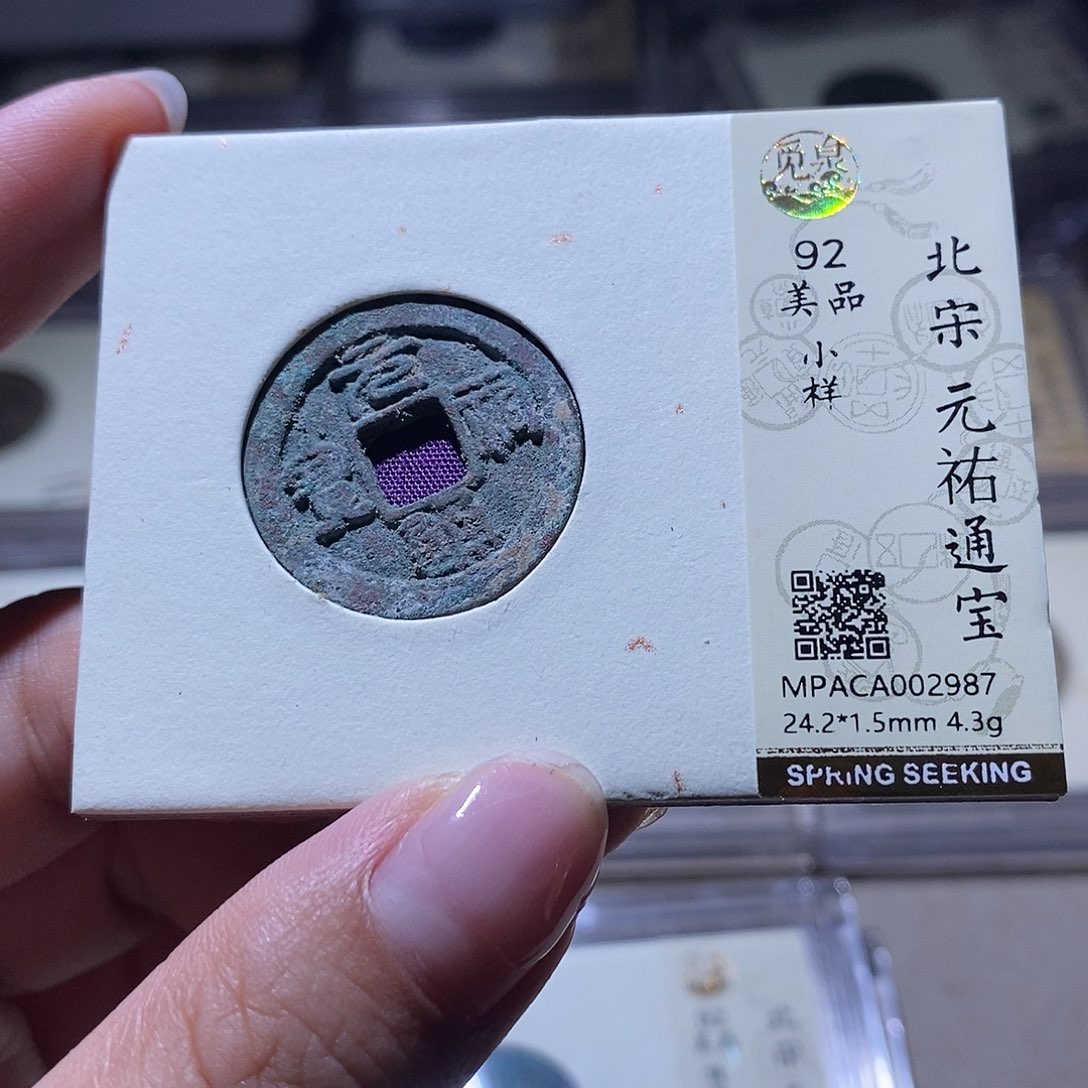 觅泉
北宋 元祐通宝
92
美品
小样
MPACA002987
24.2*1.5mm 4.3g
SPRING SEEKING